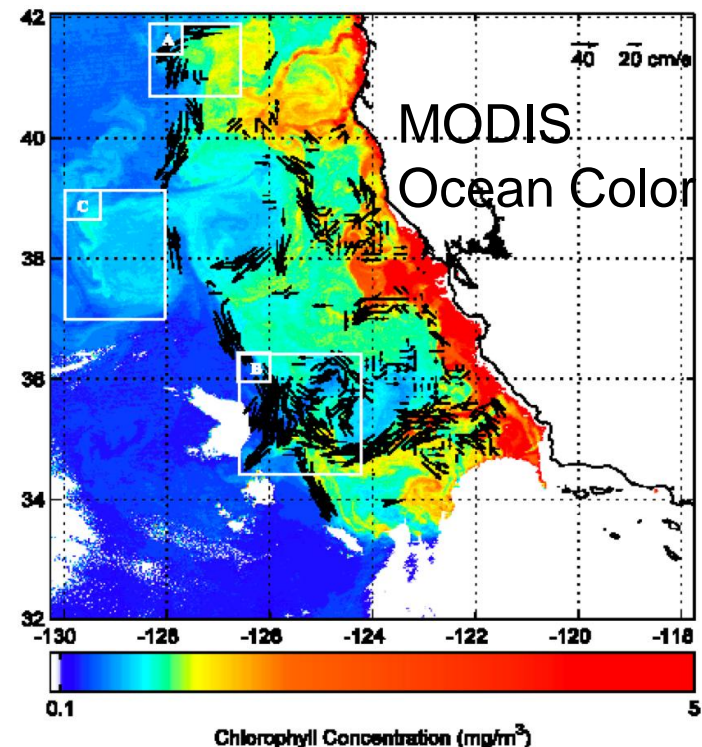 42
A
40 20 cm/s
MODIS
40
Ocean Color
C
38
B
36
34
32
-130 -128 -126 -124 -122 -120 -118
0.1 5
Chlorophyll Concentration (mg/m³)